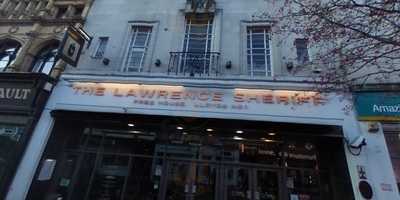 THE LAWRENCE SHERIFF
FREE HOUSE
AULT
Amaz